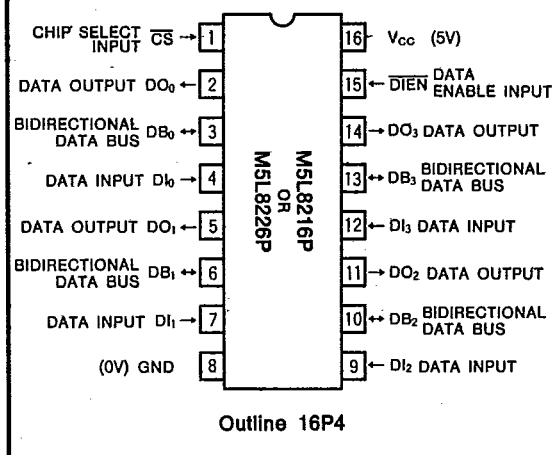 CHIP SELECT
INPUT C̅S̅ → 1
DATA OUTPUT DO₀ ← 2
BIDIRECTIONAL
DATA BUS DB₀ ↔ 3
DATA INPUT DI₀ → 4
DATA OUTPUT DO₁ ← 5
BIDIRECTIONAL
DATA BUS DB₁ ↔ 6
DATA INPUT DI₁ → 7
(0V) GND 8
M5L8216P
OR
M5L8226P
16 Vcc (5V)
15 ← D̅I̅E̅N̅ DATA
ENABLE INPUT
14 → DO₃ DATA OUTPUT
13 ↔ DB₃ BIDIRECTIONAL
DATA BUS
12 ← DI₃ DATA INPUT
11 → DO₂ DATA OUTPUT
10 ↔ DB₂ BIDIRECTIONAL
DATA BUS
9 ← DI₂ DATA INPUT
Outline 16P4